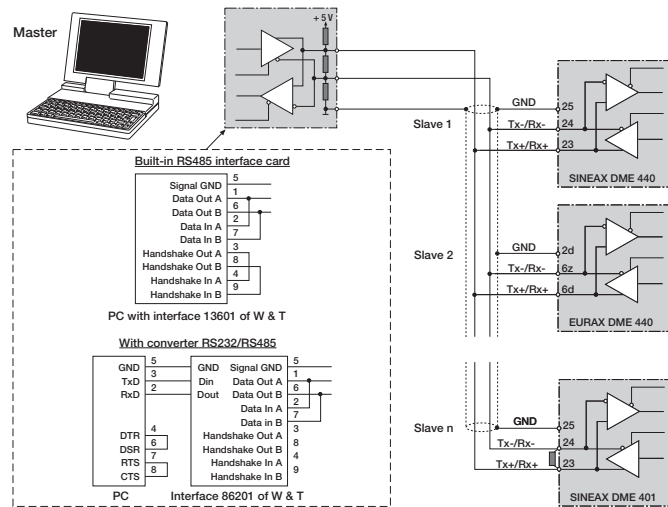 Master
+ 5 V
Built-in RS485 interface card
Signal GND 5
Data Out A 1
Data Out B 6
Data In A 2
Data In B 7
Handshake Out A 3
Handshake Out B 8
Handshake In A 4
Handshake In B 9
PC with interface 13601 of W & T
With converter RS232/RS485
GND 5 GND Signal GND 5
TxD 3 Din Data Out A 1
RxD 2 Dout Data Out B 6
Data In A 2
Data in B 7
DTR 4 Handshake Out A 3
DSR 6 Handshake Out B 8
RTS 7 Handshake In A 4
CTS 8 Handshake In B 9
PC Interface 86201 of W & T
Slave 1
GND 25
Tx-/Rx- 24
Tx+/Rx+ 23
SINEAX DME 440
Slave 2
GND 2d
Tx-/Rx- 6z
Tx+/Rx+ 6d
EURAX DME 440
Slave n
GND 25
Tx-/Rx- 24
Tx+/Rx+ 23
SINEAX DME 401